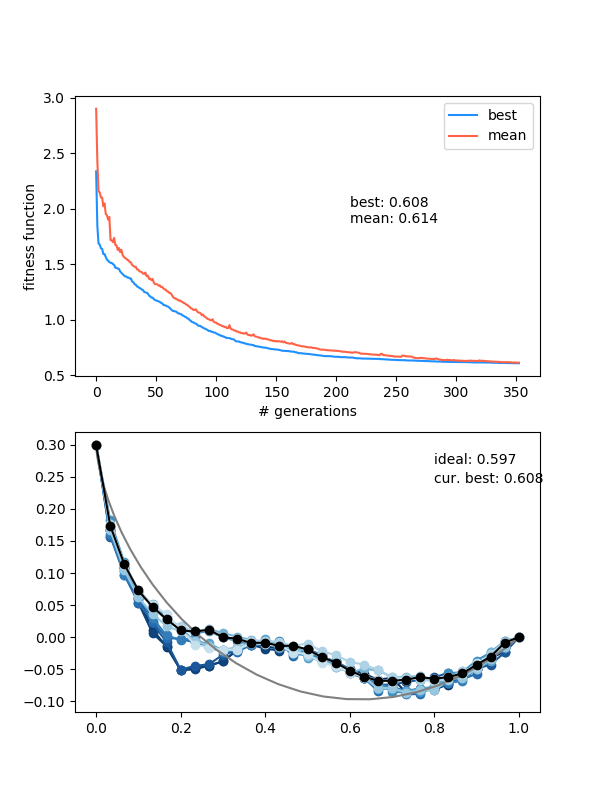 3.0
2.5
2.0
1.5
1.0
0.5
fitness function
best
mean
best: 0.608
mean: 0.614
0 50 100 150 200 250 300 350
# generations
0.30
0.25
0.20
0.15
0.10
0.05
0.00
−0.05
−0.10
ideal: 0.597
cur. best: 0.608
0.0 0.2 0.4 0.6 0.8 1.0